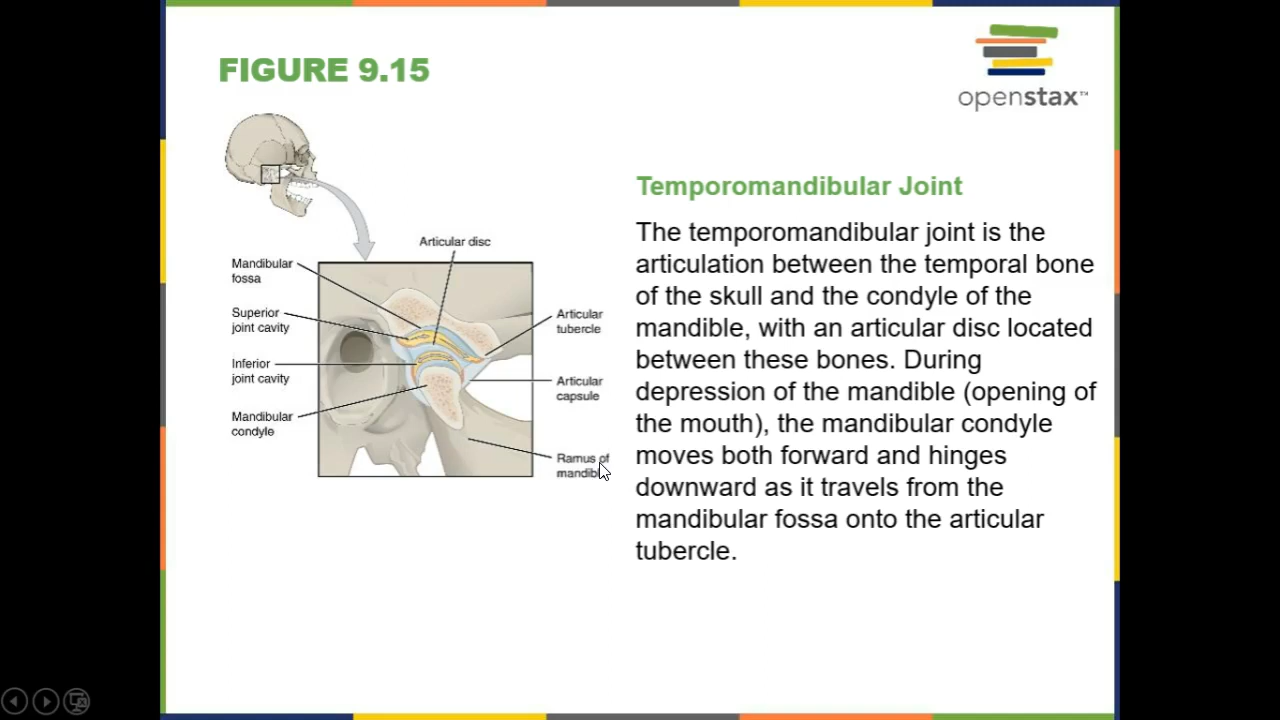 FIGURE 9.15
openstax™
Articular disc
Mandibular
fossa
Superior
joint cavity
Inferior
joint cavity
Mandibular
condyle
Articular
tubercle
Articular
capsule
Ramus of
Temporomandibular Joint
The temporomandibular joint is the
articulation between the temporal bone
of the skull and the condyle of the
mandible, with an articular disc located
between these bones. During
depression of the mandible (opening of
the mouth), the mandibular condyle
moves both forward and hinges
downward as it travels from the
mandibular fossa onto the articular
tubercle.